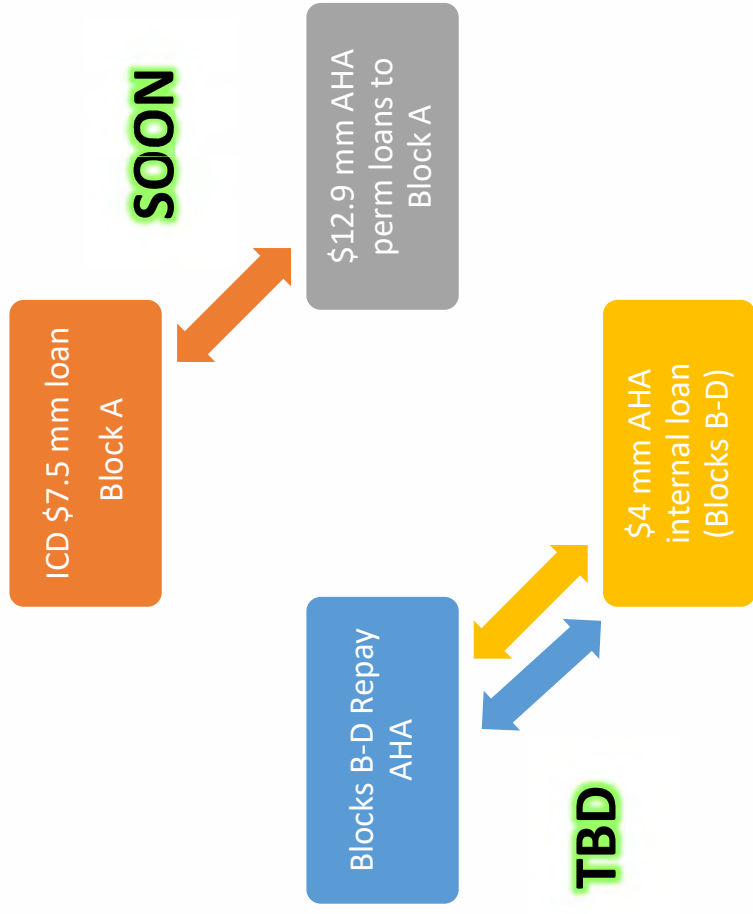 ICD $7.5 mm loan
Block A
SOON
Blocks B-D Repay
AHA
$12.9 mm AHA
perm loans to
Block A
TBD
$4 mm AHA
internal loan
(Blocks B-D)